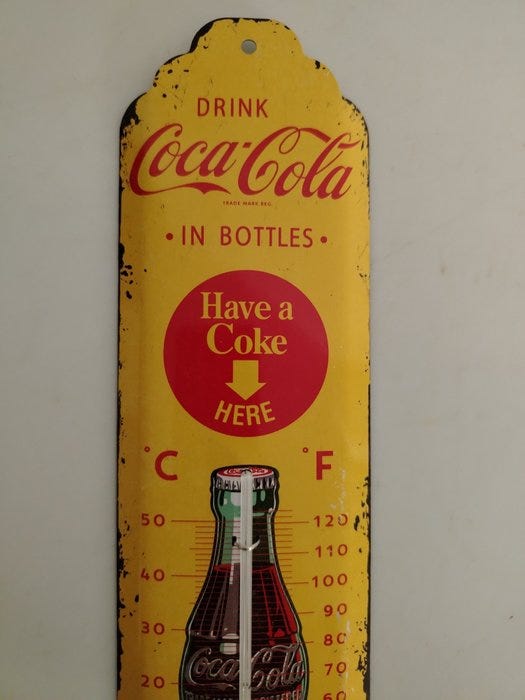 DRINK
Coca-Cola
TRADE MARK REG.
• IN BOTTLES •
Have a
Coke
HERE
°C °F
50 120
110
40 100
90
30 80
Coca-Cola 70
20 60